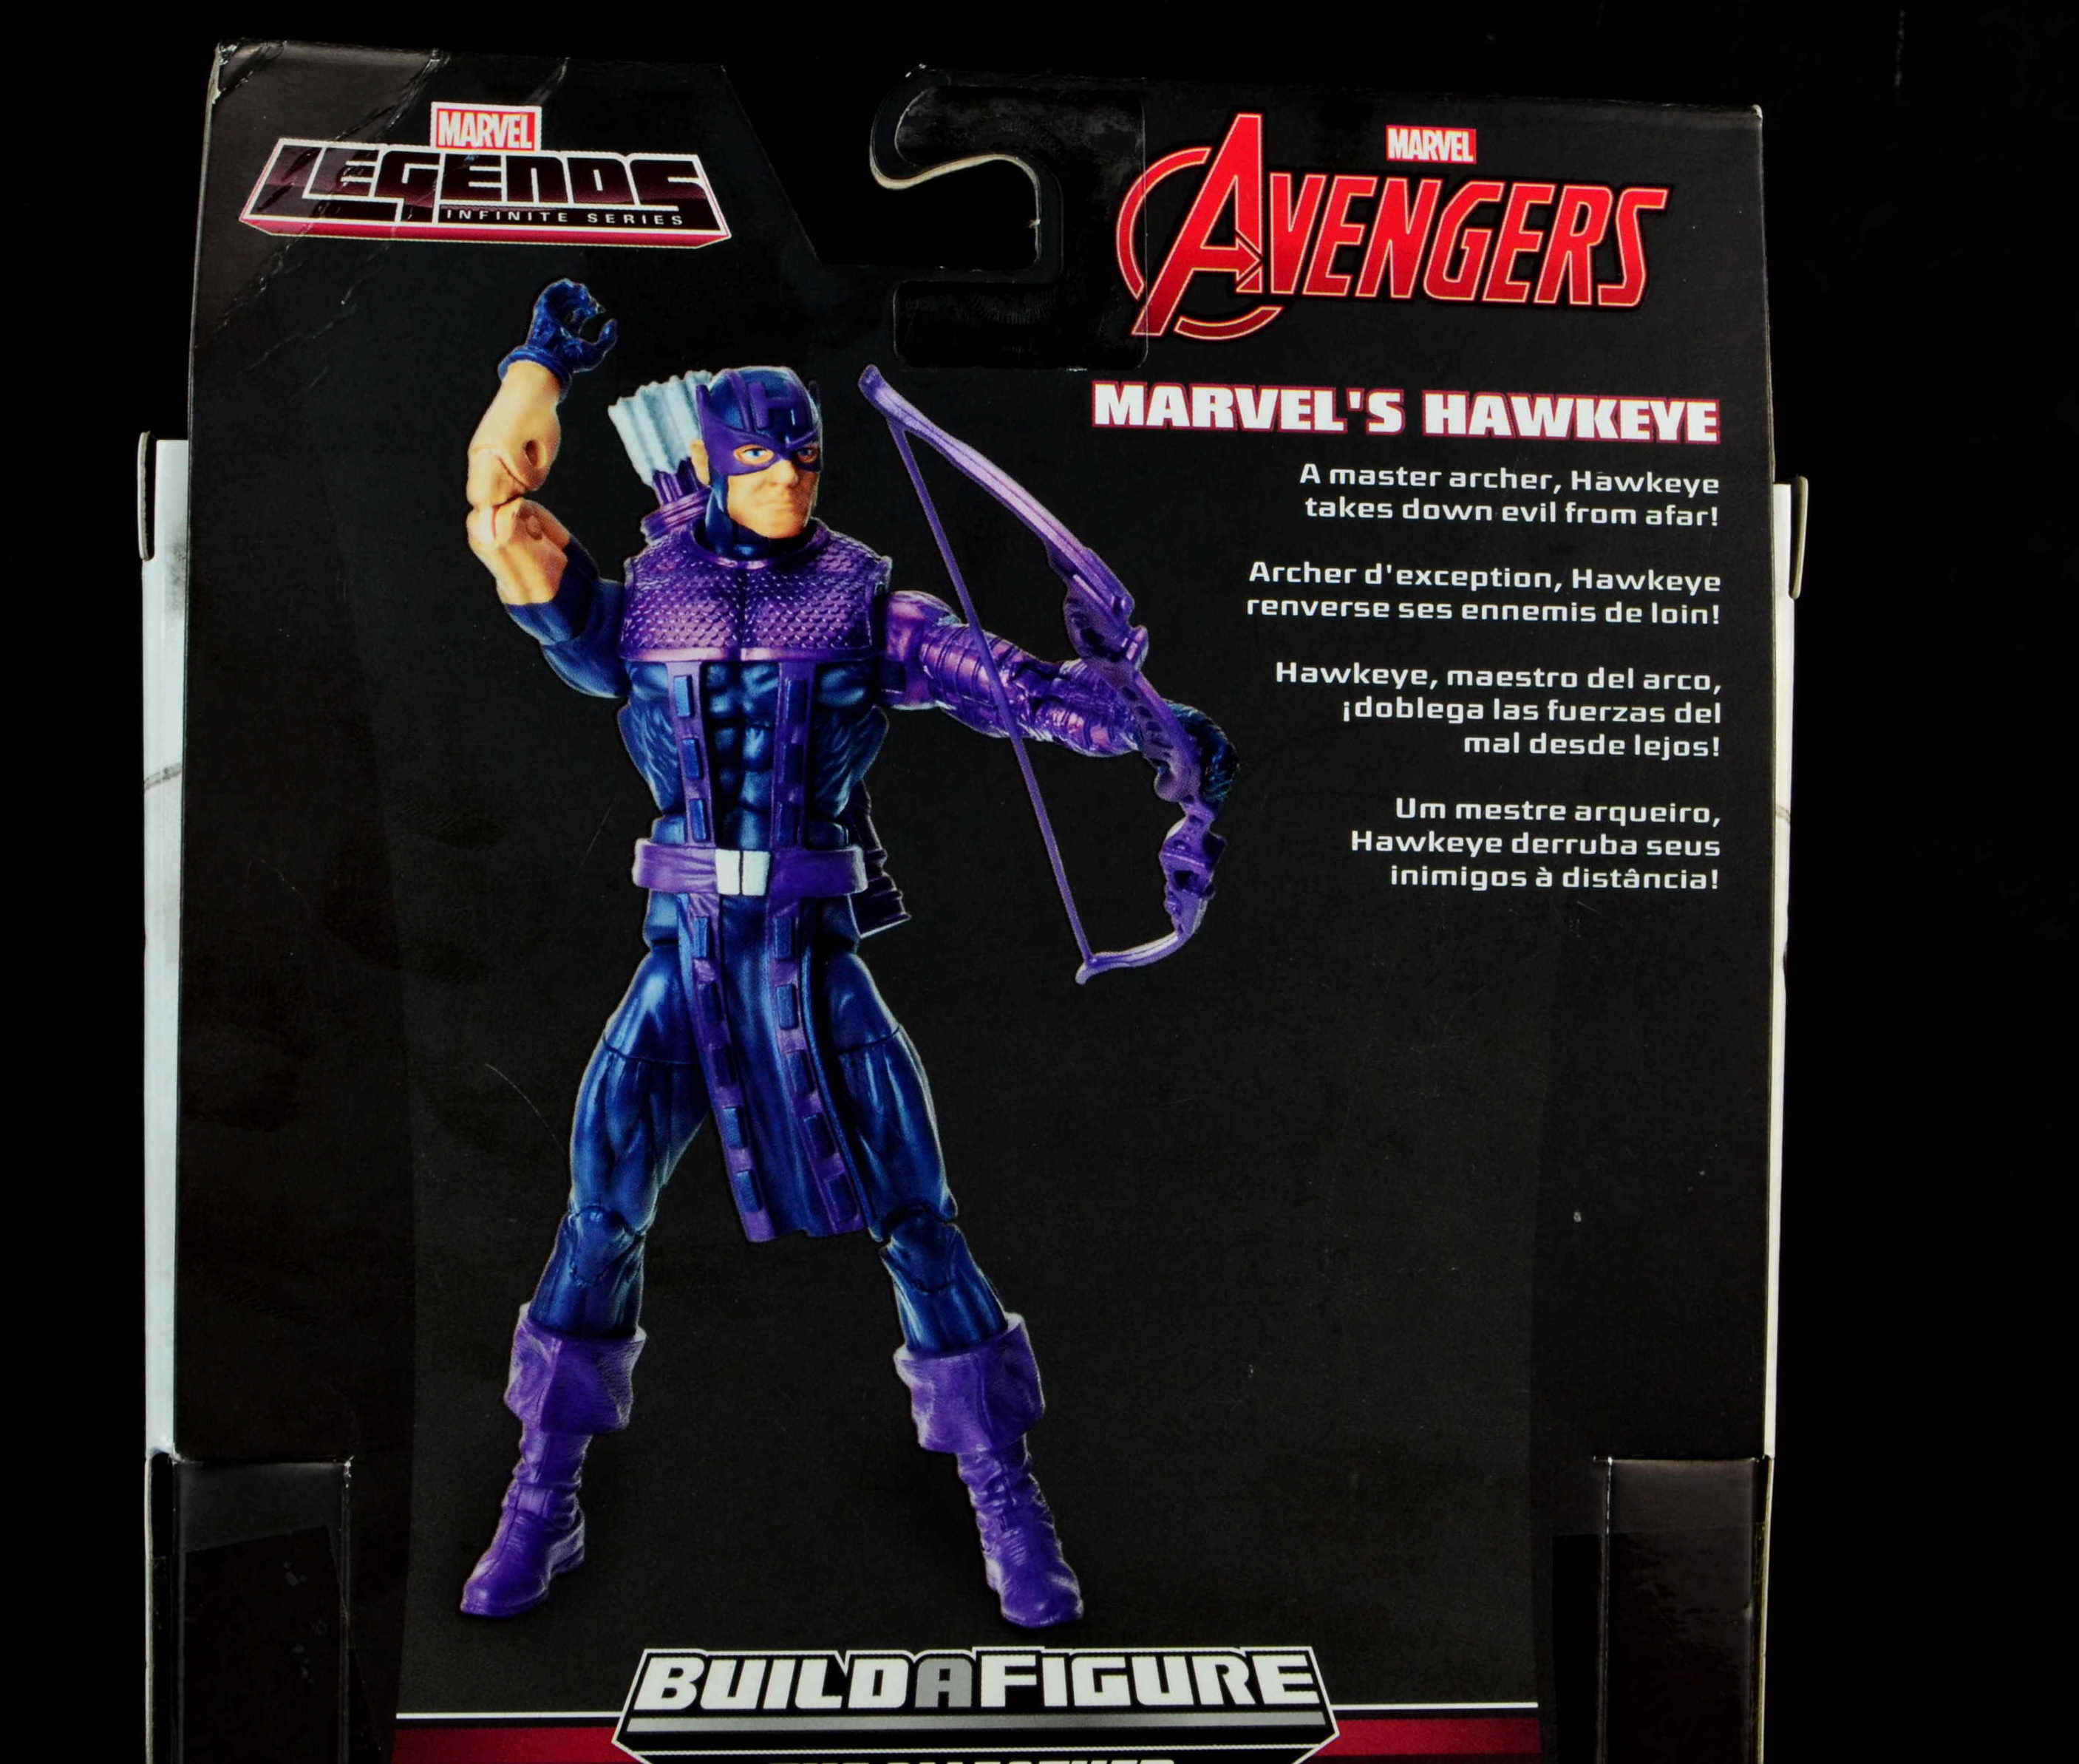 MARVEL
LEGENDS
INFINITE SERIES
MARVEL
AVENGERS
MARVEL'S HAWKEYE
A master archer, Hawkeye
takes down evil from afar!
Archer d'exception, Hawkeye
renverse ses ennemis de loin!
Hawkeye, maestro del arco,
¡doblega las fuerzas del
mal desde lejos!
Um mestre arqueiro,
Hawkeye derruba seus
inimigos à distância!
H
BUILDAFIGURE